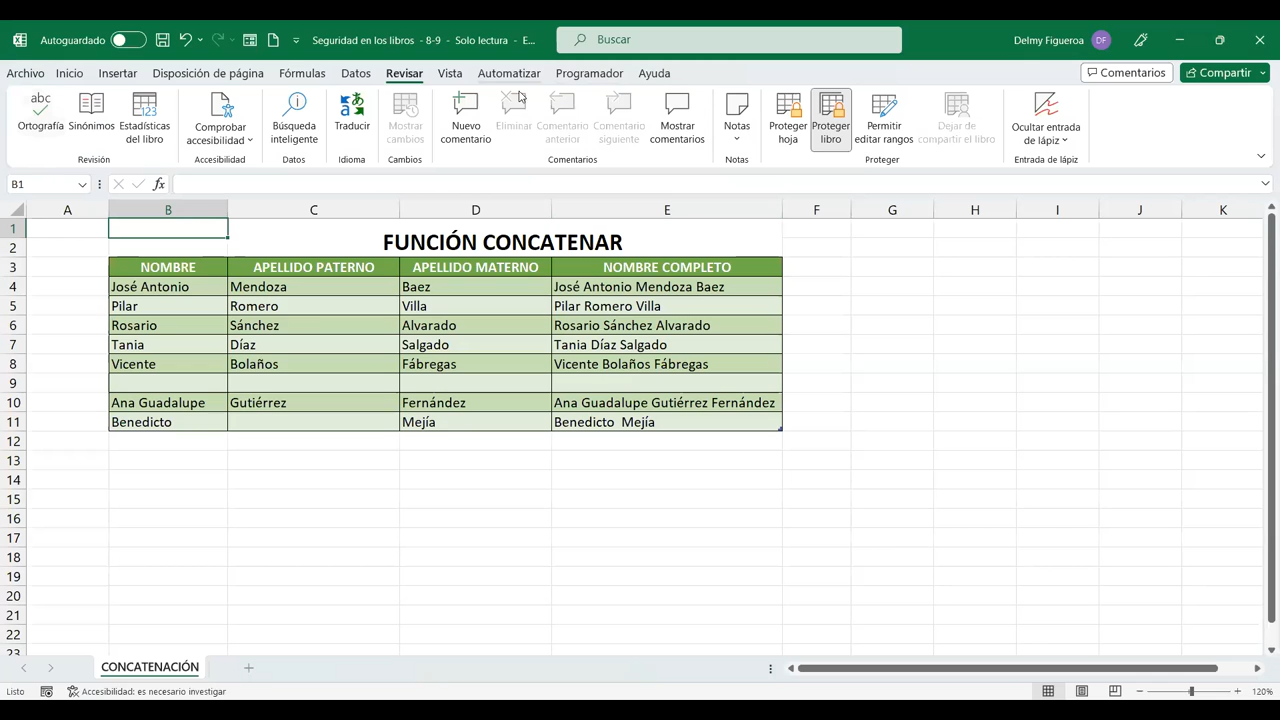 Autoguardado Seguridad en los libros - 8-9 - Solo lectura - E... Buscar Delmy Figueroa DF
Archivo Inicio Insertar Disposición de página Fórmulas Datos Revisar Vista Automatizar Programador Ayuda Comentarios Compartir
abc
Ortografía Sinónimos Estadísticas del libro Comprobar accesibilidad Búsqueda inteligente Traducir Mostrar cambios Nuevo comentario Eliminar Comentario anterior Comentario siguiente Mostrar comentarios Notas Proteger hoja Proteger libro Permitir editar rangos Dejar de compartir el libro Ocultar entrada de lápiz
Revisión Accesibilidad Datos Idioma Cambios Comentarios Notas Proteger Entrada de lápiz
B1 fx
A B C D E F G H I J K
1
2 FUNCIÓN CONCATENAR
3 NOMBRE APELLIDO PATERNO APELLIDO MATERNO NOMBRE COMPLETO
4 José Antonio Mendoza Baez José Antonio Mendoza Baez
5 Pilar Romero Villa Pilar Romero Villa
6 Rosario Sánchez Alvarado Rosario Sánchez Alvarado
7 Tania Díaz Salgado Tania Díaz Salgado
8 Vicente Bolaños Fábregas Vicente Bolaños Fábregas
9
10 Ana Guadalupe Gutiérrez Fernández Ana Guadalupe Gutiérrez Fernández
11 Benedicto Mejía Benedicto  Mejía
12
13
14
15
16
17
18
19
20
21
22
23
CONCATENACIÓN
Listo Accesibilidad: es necesario investigar 120%